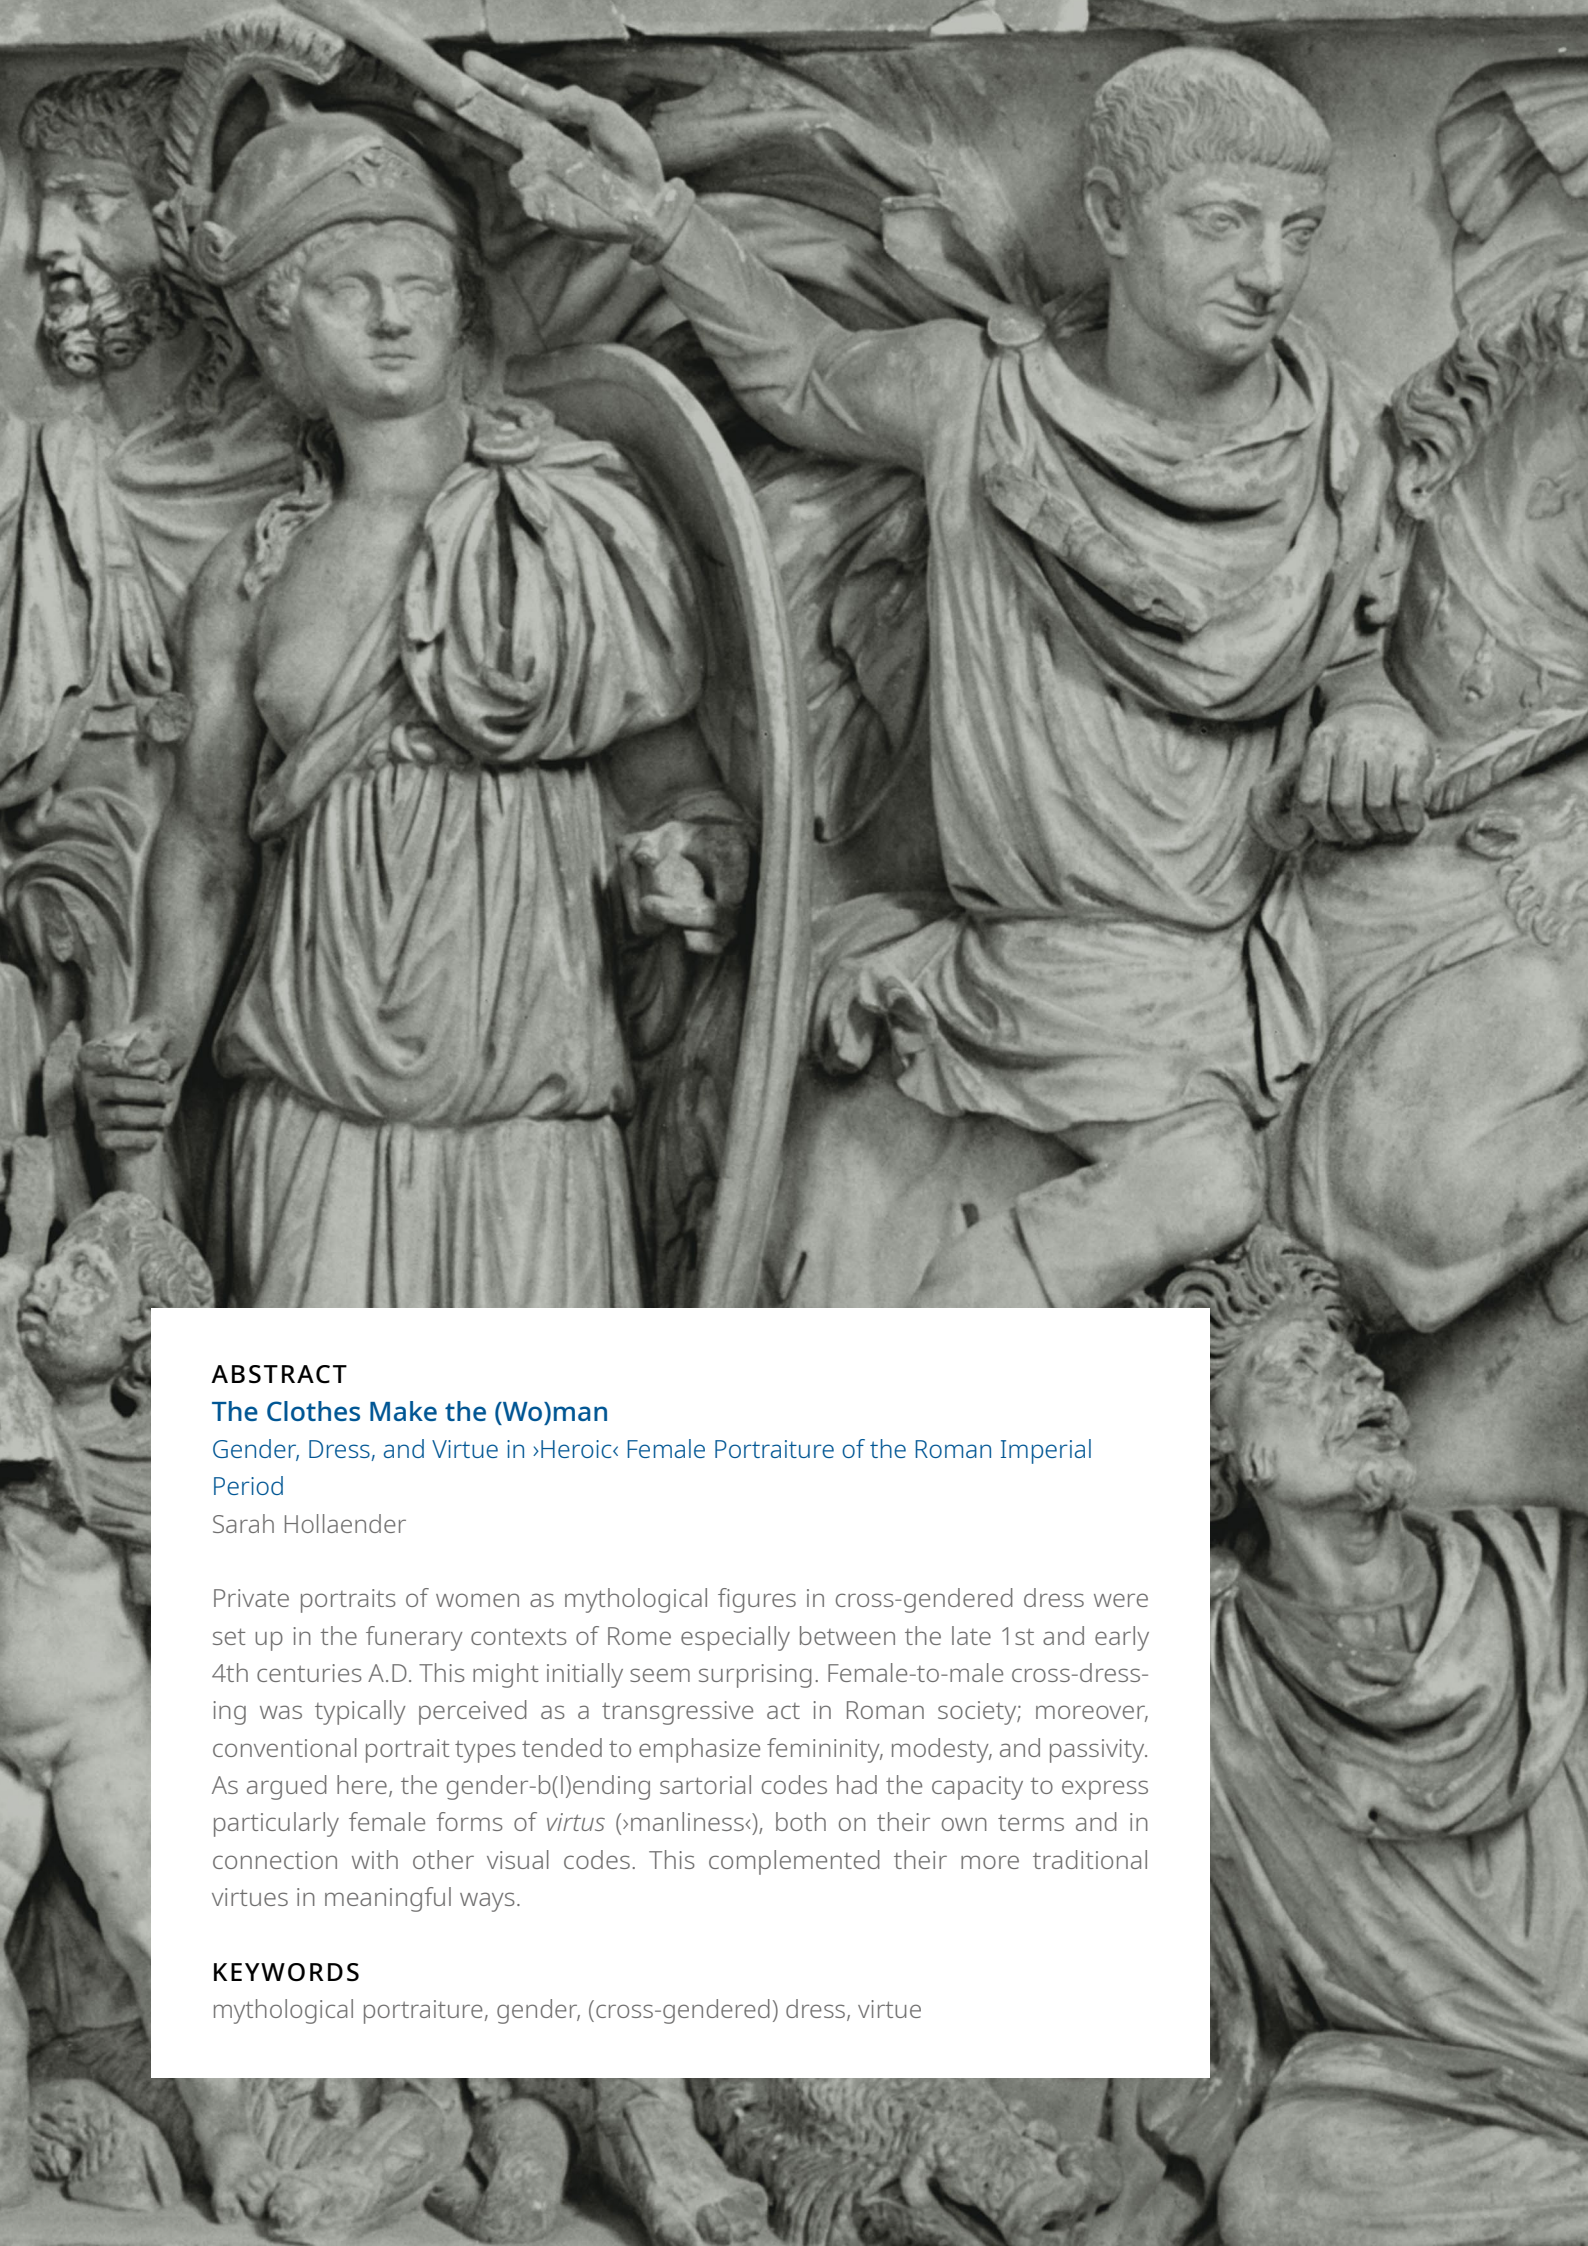 ABSTRACT
The Clothes Make the (Wo)man
Gender, Dress, and Virtue in ›Heroic‹ Female Portraiture of the Roman Imperial
Period
Sarah Hollaender
Private portraits of women as mythological figures in cross-gendered dress were
set up in the funerary contexts of Rome especially between the late 1st and early
4th centuries A.D. This might initially seem surprising. Female-to-male cross-dress-
ing was typically perceived as a transgressive act in Roman society; moreover,
conventional portrait types tended to emphasize femininity, modesty, and passivity.
As argued here, the gender-b(l)ending sartorial codes had the capacity to express
particularly female forms of virtus (›manliness‹), both on their own terms and in
connection with other visual codes. This complemented their more traditional
virtues in meaningful ways.
KEYWORDS
mythological portraiture, gender, (cross-gendered) dress, virtue